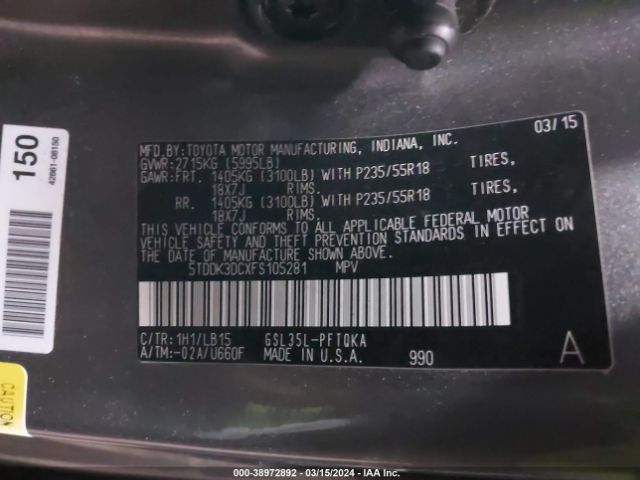 03/15
MFD.BY:TOYOTA MOTOR MANUFACTURING, INDIANA, INC.
GVWR:2715KG (5995LB)
GAWR:FRT. 1405KG (3100LB) WITH P235/55R18 TIRES,
18X7J RIMS.
RR. 1405KG (3100LB) WITH P235/55R18 TIRES,
18X7J RIMS.
THIS VEHICLE CONFORMS TO ALL APPLICABLE FEDERAL MOTOR
VEHICLE SAFETY AND THEFT PREVENTION STANDARDS IN EFFECT ON
THE DATE OF MANUFACTURE SHOWN ABOVE.
5TDDK3DCXFS105281 MPV
C/TR:1H1/LB15 GSL35L-PFTQKA
A/TM:-02A/U660F MADE IN U.S.A. 990 A
150
42661-08150
CAUTION
000-38972892 - 03/15/2024 - IAA Inc.